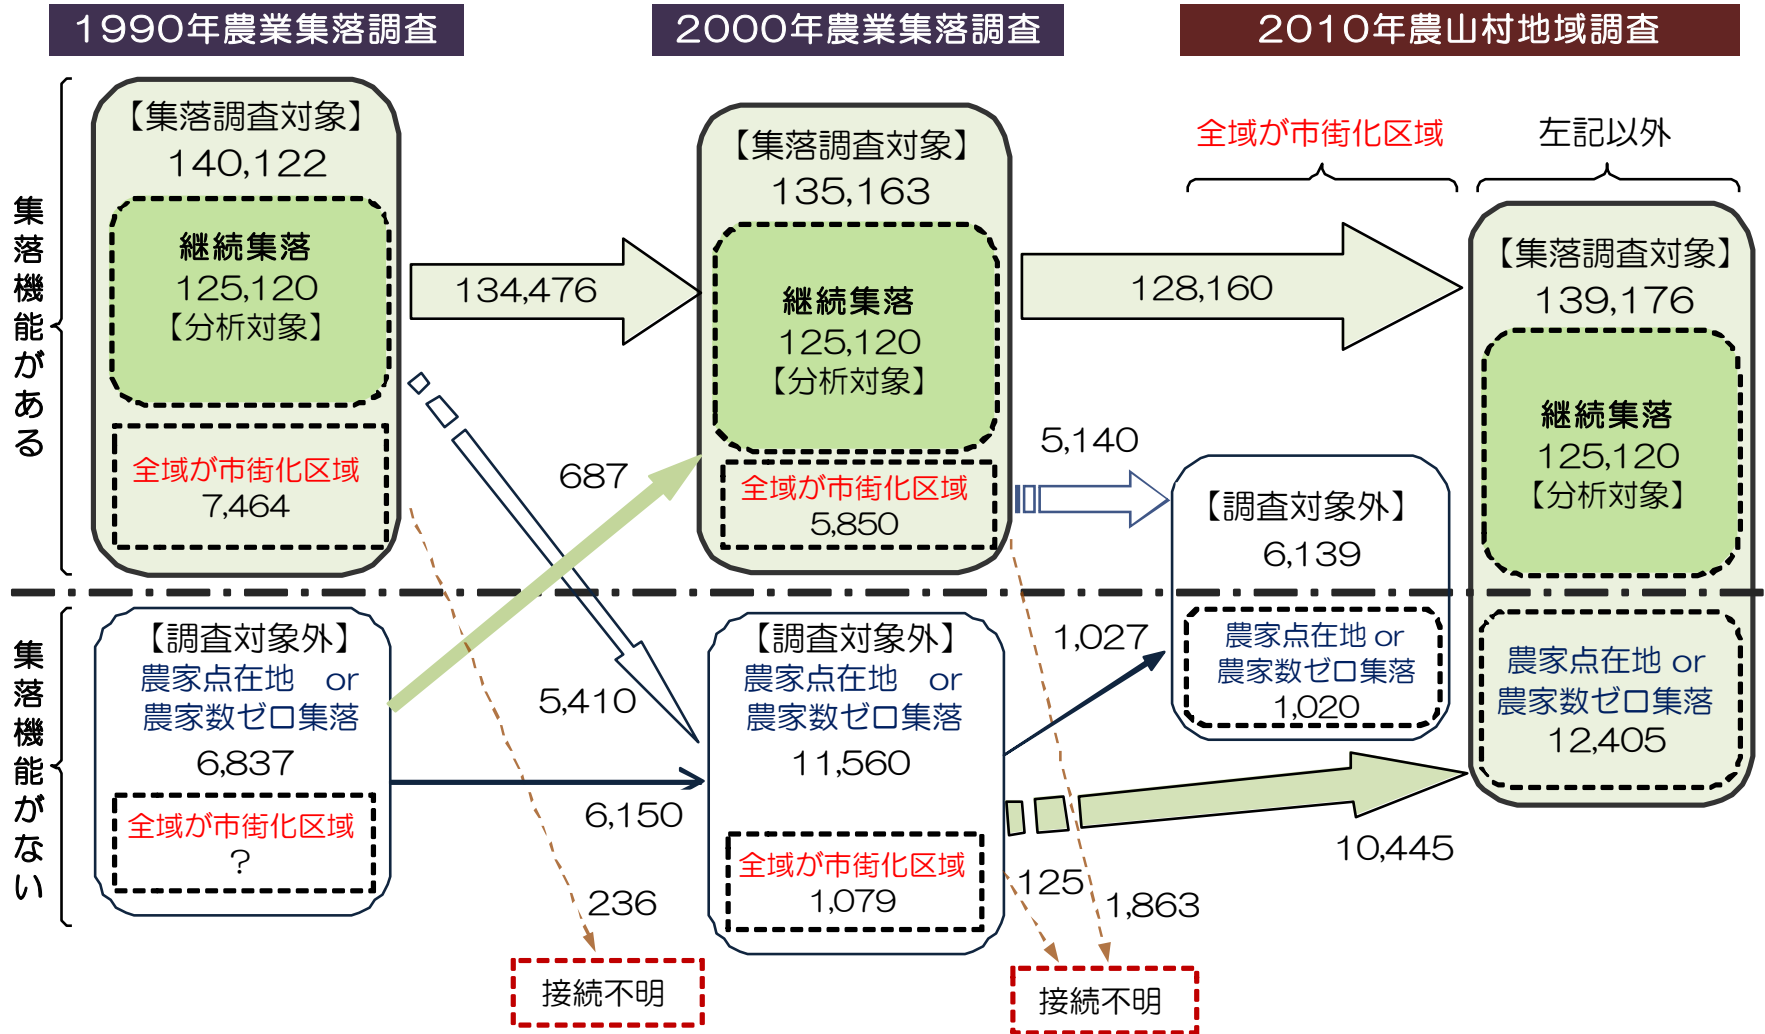 1990年農業集落調査
2000年農業集落調査
2010年農山村地域調査
集落機能がある
【集落調査対象】
140,122
継続集落
125,120
【分析対象】
全域が市街化区域
7,464
134,476
687
5,410
【集落調査対象】
135,163
継続集落
125,120
【分析対象】
全域が市街化区域
5,850
128,160
5,140
全域が市街化区域
左記以外
【調査対象外】
6,139
農家点在地 or
農家数ゼロ集落
1,020
【集落調査対象】
139,176
継続集落
125,120
【分析対象】
農家点在地 or
農家数ゼロ集落
12,405
集落機能がない
【調査対象外】
農家点在地 or
農家数ゼロ集落
6,837
全域が市街化区域
?
6,150
236
接続不明
【調査対象外】
農家点在地 or
農家数ゼロ集落
11,560
全域が市街化区域
1,079
1,027
10,445
125
1,863
接続不明